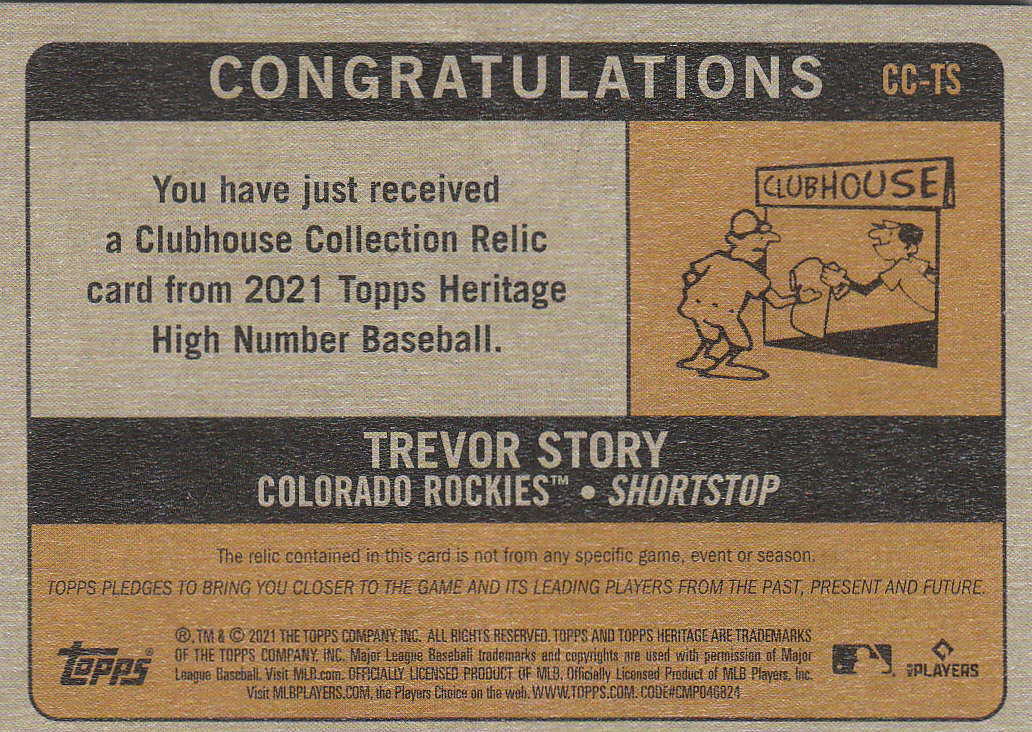 CONGRATULATIONS CC-TS
You have just received
a Clubhouse Collection Relic
card from 2021 Topps Heritage
High Number Baseball.
CLUBHOUSE
TREVOR STORY
COLORADO ROCKIES™ • SHORTSTOP
The relic contained in this card is not from any specific game, event or season.
TOPPS PLEDGES TO BRING YOU CLOSER TO THE GAME AND ITS LEADING PLAYERS FROM THE PAST, PRESENT AND FUTURE.
®, TM & © 2021 THE TOPPS COMPANY, INC. ALL RIGHTS RESERVED. TOPPS AND TOPPS HERITAGE ARE TRADEMARKS
OF THE TOPPS COMPANY, INC. Major League Baseball trademarks and copyrights are used with permission of Major
League Baseball. Visit MLB.com. OFFICIALLY LICENSED PRODUCT OF MLB. Officially Licensed Product of MLB Players, Inc.
Visit MLBPLAYERS.COM, the Players Choice on the web. WWW.TOPPS.COM. CODE#CMP046824
Topps®
MLBPLAYERS